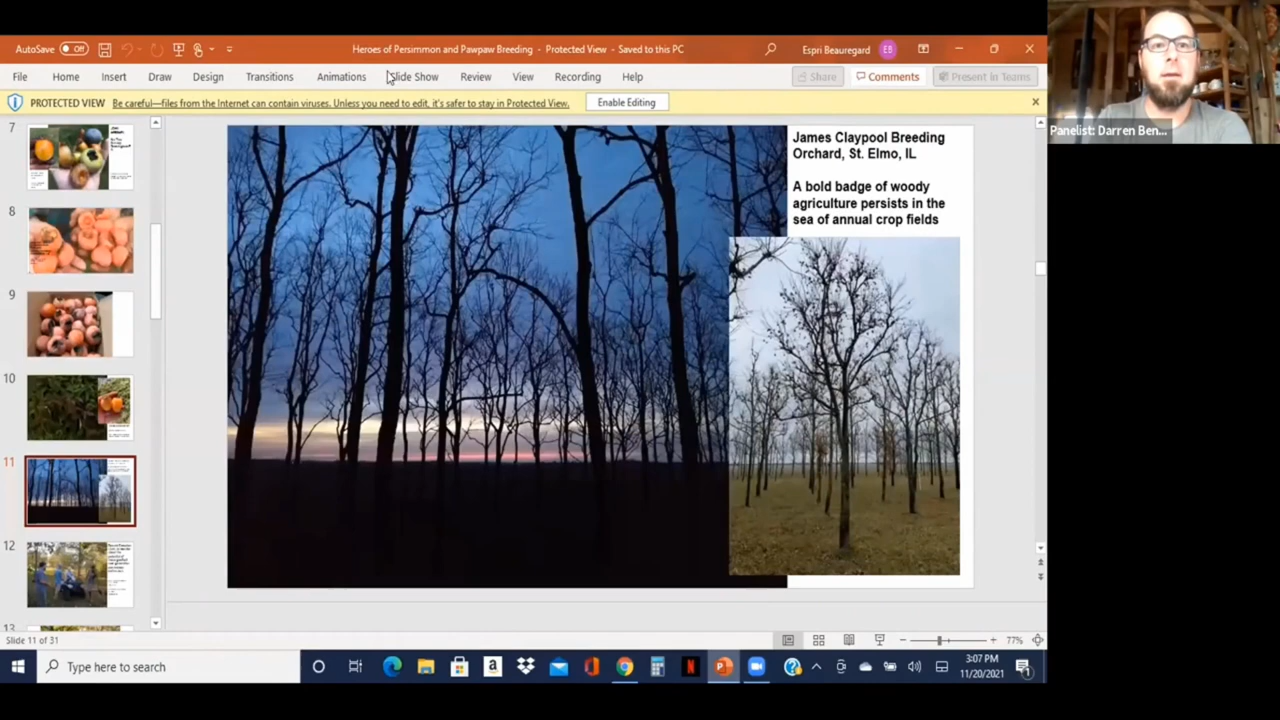 AutoSave Off
Heroes of Persimmon and Pawpaw Breeding - Protected View - Saved to this PC
Espri Beauregard EB
File Home Insert Draw Design Transitions Animations Slide Show Review View Recording Help
Share Comments Present in Teams
PROTECTED VIEW Be careful—files from the Internet can contain viruses. Unless you need to edit, it's safer to stay in Protected View. Enable Editing
Panelist: Darren Ben...
7
8
9
10
11
12
13
James Claypool Breeding
Orchard, St. Elmo, IL
A bold badge of woody
agriculture persists in the
sea of annual crop fields
Slide 11 of 31
77%
Type here to search
3:07 PM
11/20/2021
1